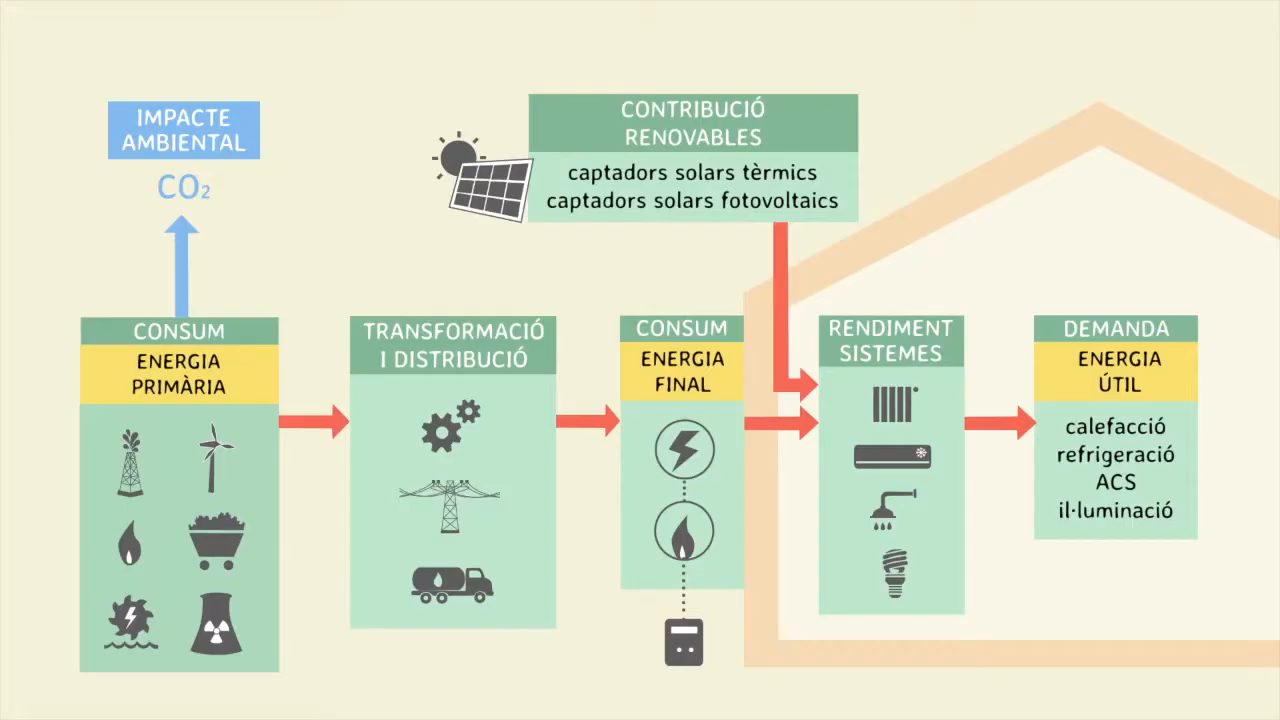 IMPACTE
AMBIENTAL
CO₂
CONTRIBUCIÓ
RENOVABLES
captadors solars tèrmics
captadors solars fotovoltaics
CONSUM
ENERGIA
PRIMÀRIA
TRANSFORMACIÓ
I DISTRIBUCIÓ
CONSUM
ENERGIA
FINAL
RENDIMENT
SISTEMES
DEMANDA
ENERGIA
ÚTIL
calefacció
refrigeració
ACS
il·luminació